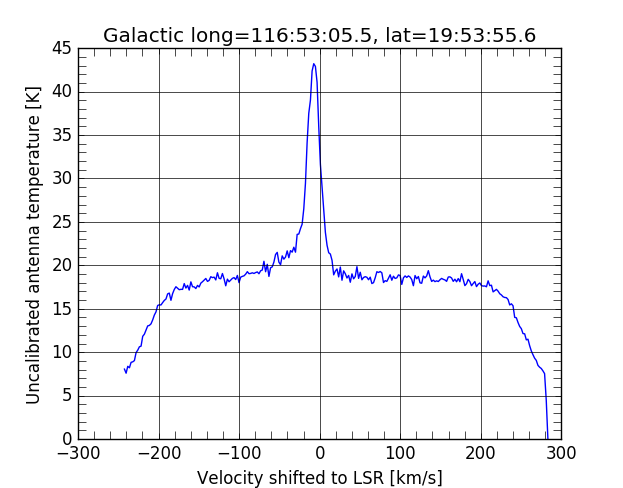 Galactic long=116:53:05.5, lat=19:53:55.6
45
40
35
30
25
20
15
10
5
0
Uncalibrated antenna temperature [K]
−300 −200 −100 0 100 200 300
Velocity shifted to LSR [km/s]